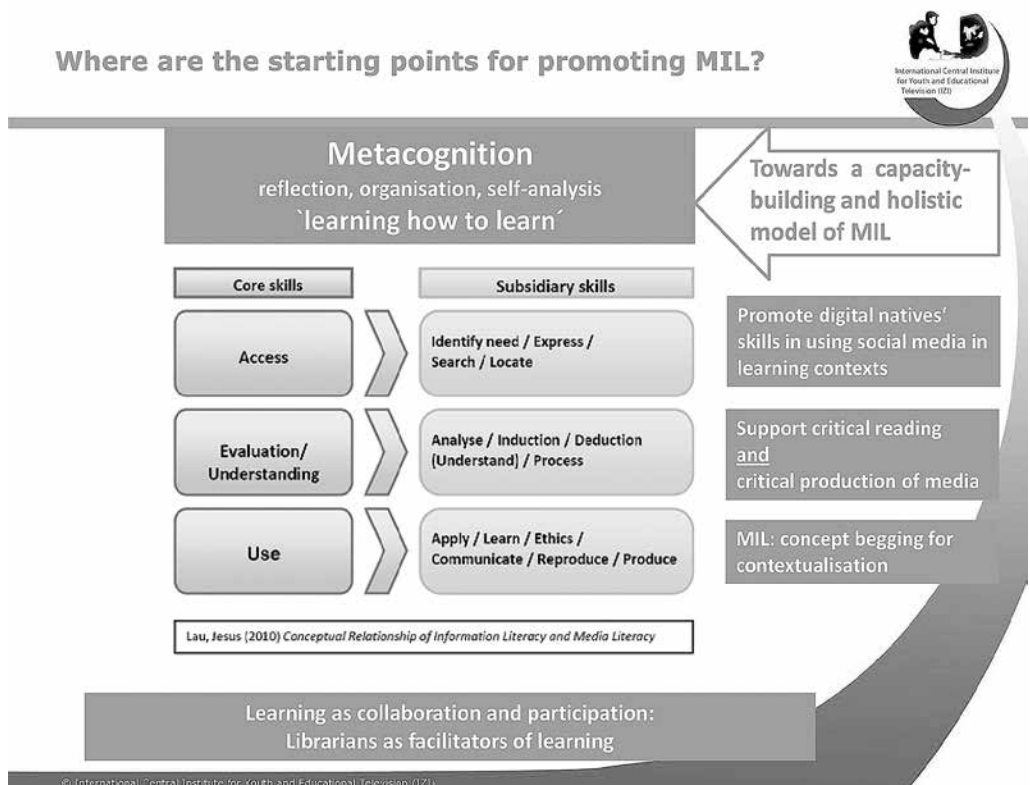 Where are the starting points for promoting MIL?
International Central Institute
for Youth and Educational
Television (IZI)
Metacognition
reflection, organisation, self-analysis
`learning how to learn´
Towards a capacity-
building and holistic
model of MIL
Core skills
Subsidiary skills
Access
Identify need / Express /
Search / Locate
Evaluation/
Understanding
Analyse / Induction / Deduction
(Understand) / Process
Use
Apply / Learn / Ethics /
Communicate / Reproduce / Produce
Promote digital natives’
skills in using social media in
learning contexts
Support critical reading
and
critical production of media
MIL: concept begging for
contextualisation
Lau, Jesus (2010) Conceptual Relationship of Information Literacy and Media Literacy
Learning as collaboration and participation:
Librarians as facilitators of learning
© International Central Institute for Youth and Educational Television (IZI)